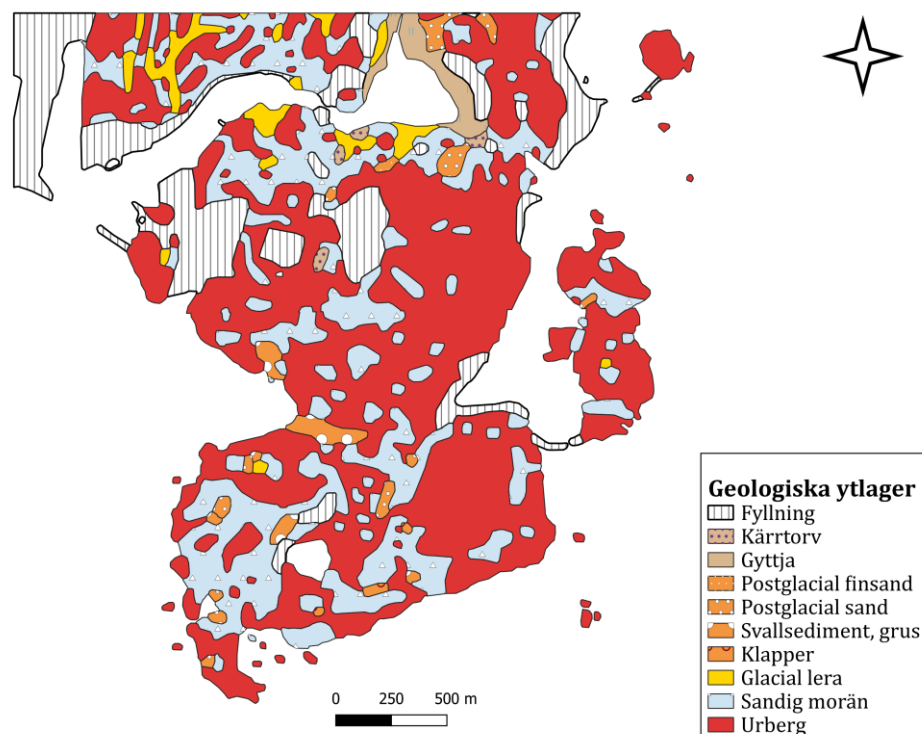 Geologiska ytlager
Fyllning
Kärrtorv
Gyttja
Postglacial finsand
Postglacial sand
Svallsediment, grus
Klapper
Glacial lera
Sandig morän
Urberg
0 250 500 m